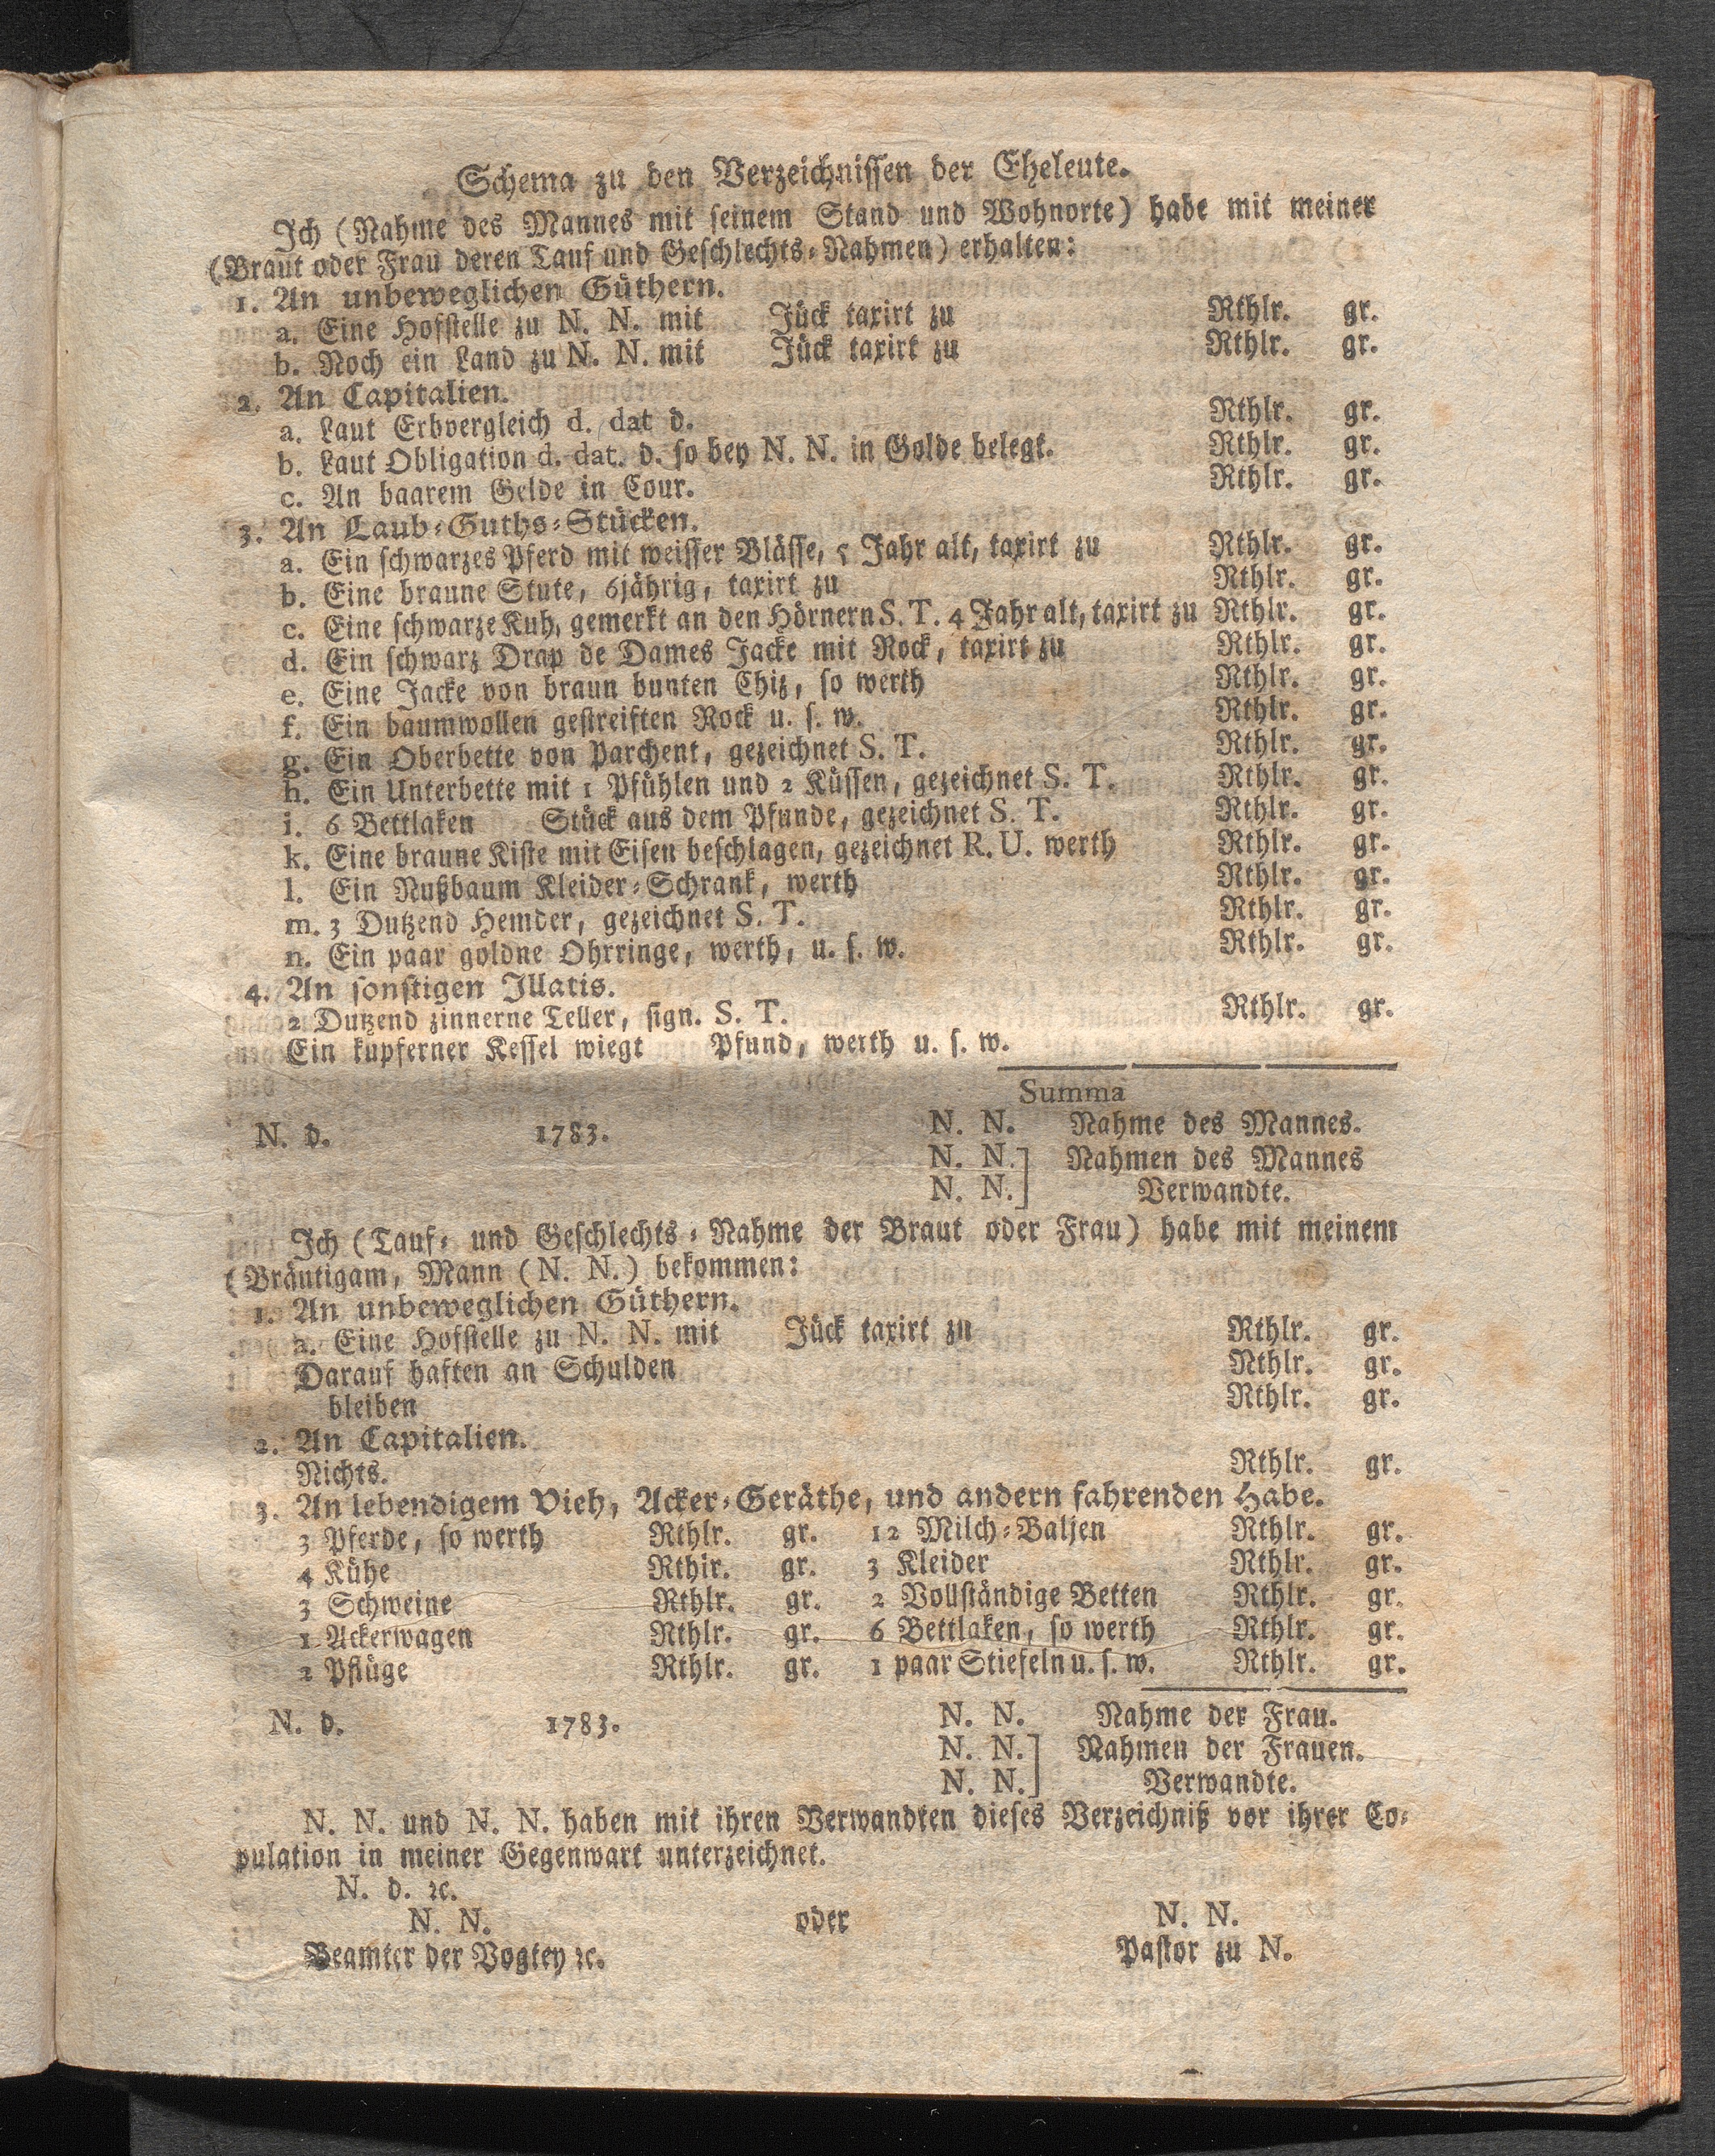 Schema zu den Verzeichnissen der Eheleute.
Ich (Nahme des Mannes mit seinem Stand und Wohnorte) habe mit meiner
(Braut oder Frau deren Tauf und Geschlechts-Nahmen) erhalten:
1. An unbeweglichen Güthern.
a. Eine Hofstelle zu N. N. mit Jück taxirt zu Rthlr. gr.
b. Noch ein Land zu N. N. mit Jück taxirt zu Rthlr. gr.
2. An Capitalien.
a. Laut Erbvergleich d. dat d. Rthlr. gr.
b. Laut Obligation d. dat. d. so bey N. N. in Golde belegt. Rthlr. gr.
c. An baarem Gelde in Cour. Rthlr. gr.
3. An Laub-Guths-Stücken.
a. Ein schwarzes Pferd mit weisser Blässe, 5 Jahr alt, taxirt zu Rthlr. gr.
b. Eine braune Stute, 6jährig, taxirt zu Rthlr. gr.
c. Eine schwarze Kuh, gemerkt an den Hörnern S. T. 4 Jahr alt, taxirt zu Rthlr. gr.
d. Ein schwarz Drap de Dames Jacke mit Rock, taxirt zu Rthlr. gr.
e. Eine Jacke von braun bunten Chiz, so werth Rthlr. gr.
f. Ein baumwollen gestreiften Rock u. s. w. Rthlr. gr.
g. Ein Oberbette von Parchent, gezeichnet S. T. Rthlr. gr.
h. Ein Unterbette mit 1 Pfühlen und 2 Küssen, gezeichnet S. T. Rthlr. gr.
i. 6 Bettlaken Stück aus dem Pfunde, gezeichnet S. T. Rthlr. gr.
k. Eine braune Kiste mit Eisen beschlagen, gezeichnet R. U. werth Rthlr. gr.
l. Ein Nußbaum Kleider-Schrank, werth Rthlr. gr.
m. 3 Dutzend Hemder, gezeichnet S. T. Rthlr. gr.
n. Ein paar goldne Ohrringe, werth, u. s. w. Rthlr. gr.
4. An sonstigen Illatis.
2 Dutzend zinnerne Teller, sign. S. T. Rthlr. gr.
Ein kupferner Kessel wiegt Pfund, werth u. s. w.
Summa
N. d. 1783. N. N. Nahme des Mannes.
N. N.] Nahmen des Mannes
N. N.] Verwandte.
Ich (Tauf- und Geschlechts-Nahme der Braut oder Frau) habe mit meinem
(Bräutigam, Mann (N. N.) bekommen:
1. An unbeweglichen Güthern.
a. Eine Hofstelle zu N. N. mit Jück taxirt zu Rthlr. gr.
Darauf haften an Schulden Rthlr. gr.
bleiben Rthlr. gr.
2. An Capitalien.
Nichts. Rthlr. gr.
3. An lebendigem Vieh, Acker-Geräthe, und andern fahrenden Habe.
3 Pferde, so werth Rthlr. gr. 12 Milch-Baljen Rthlr. gr.
4 Kühe Rthlr. gr. 3 Kleider Rthlr. gr.
3 Schweine Rthlr. gr. 2 Vollständige Betten Rthlr. gr.
1 Ackerwagen Rthlr. gr. 6 Bettlaken, so werth Rthlr. gr.
2 Pflüge Rthlr. gr. 1 paar Stiefeln u. s. w. Rthlr. gr.
N. d. 1783. N. N. Nahme der Frau.
N. N.] Nahmen der Frauen.
N. N.] Verwandte.
N. N. und N. N. haben mit ihren Verwandten dieses Verzeichniß vor ihrer Co-
pulation in meiner Gegenwart unterzeichnet.
N. d. ꝛc.
N. N. oder N. N.
Beamter der Vogtey ꝛc. Pastor zu N.